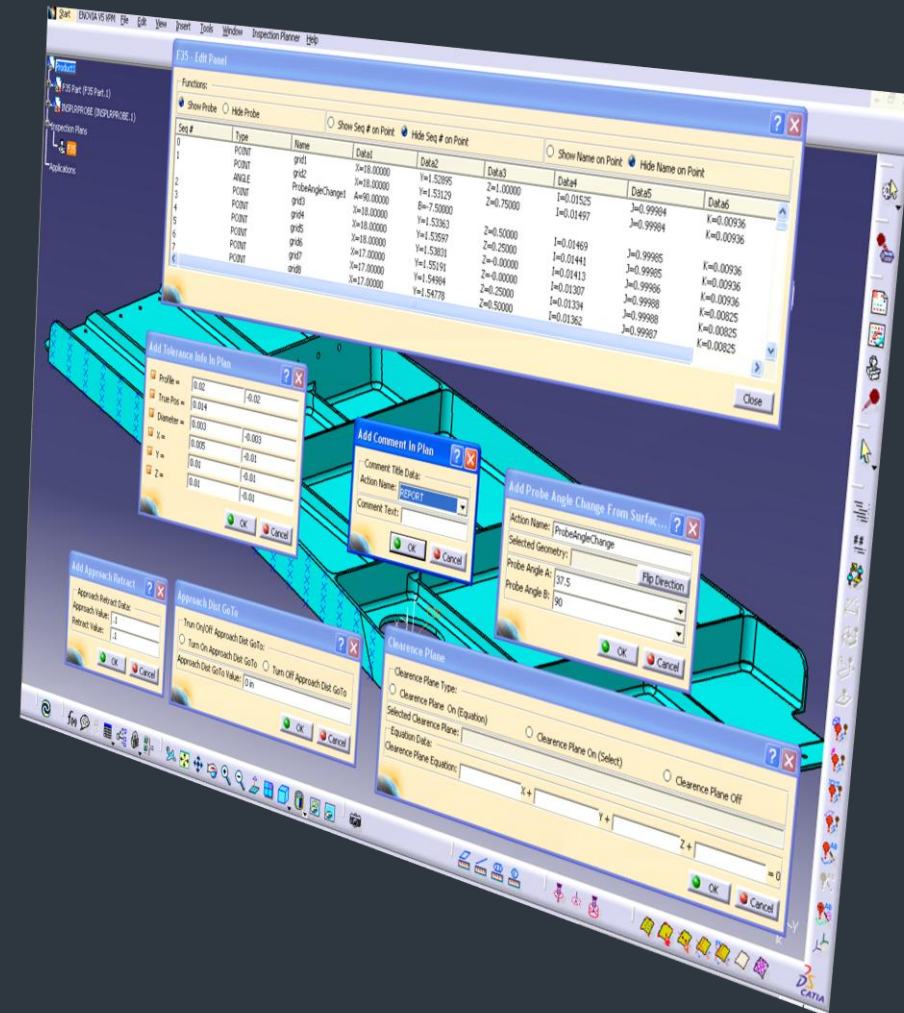 Start ENOVIA V5 VPM File Edit View Insert Tools Window Inspection Planner Help
Product1
F35 Part (F35 Part.1)
INSPLRPROBE (INSPLRPROBE.1)
Inspection Plans
F35
Applications
F35 - Edit Panel
Functions:
Show Probe Hide Probe Show Seq # on Point Hide Seq # on Point Show Name on Point Hide Name on Point
Seq # Type Name Data1 Data2 Data3 Data4 Data5 Data6
0 POINT grid1 X=18.00000 Y=1.52895 Z=1.00000 I=0.01525 J=0.99984 K=0.00936
1 POINT grid2 X=18.00000 Y=1.53129 Z=0.75000 I=0.01497 J=0.99984 K=0.00936
2 ANGLE ProbeAngleChange1 A=90.00000 B=-7.50000
3 POINT grid3 X=18.00000 Y=1.53363 Z=0.50000 I=0.01469 J=0.99985 K=0.00936
4 POINT grid4 X=18.00000 Y=1.53597 Z=0.25000 I=0.01441 J=0.99985 K=0.00936
5 POINT grid5 X=18.00000 Y=1.53831 Z=-0.00000 I=0.01413 J=0.99986 K=0.00936
6 POINT grid6 X=17.00000 Y=1.55191 Z=-0.00000 I=0.01307 J=0.99988 K=0.00825
7 POINT grid7 X=17.00000 Y=1.54984 Z=0.25000 I=0.01334 J=0.99988 K=0.00825
POINT grid8 X=17.00000 Y=1.54778 Z=0.50000 I=0.01362 J=0.99987 K=0.00825
Close
Add Tolerance Info In Plan
Profile = 0.02 -0.02
True Pos = 0.014
Diameter = 0.003 -0.003
X = 0.005 -0.01
Y = 0.01 -0.01
Z = 0.01 -0.01
OK Cancel
Add Comment In Plan
Comment Title Data:
Action Name: REPORT
Comment Text:
OK Cancel
Add Probe Angle Change From Surfac...
Action Name: ProbeAngleChange
Selected Geometry: Flip Direction
Probe Angle A: 37.5
Probe Angle B: 90
OK Cancel
Add Approach Retract
Approach Retract Data:
Approach Value: .1
Retract Value: .1
OK Cancel
Approach Dist GoTo
Trun On/Off Approach Dist GoTo:
Turn On Approach Dist GoTo Turn Off Approach Dist GoTo
Approach Dist GoTo Value: 0 in
OK Cancel
Clearence Plane
Clearence Plane Type:
Clearence Plane On (Equation) Clearence Plane On (Select) Clearence Plane Off
Selected Clearence Plane:
Equation Data:
Clearence Plane Equation: X + Y + Z + = 0
OK Cancel
CATIA